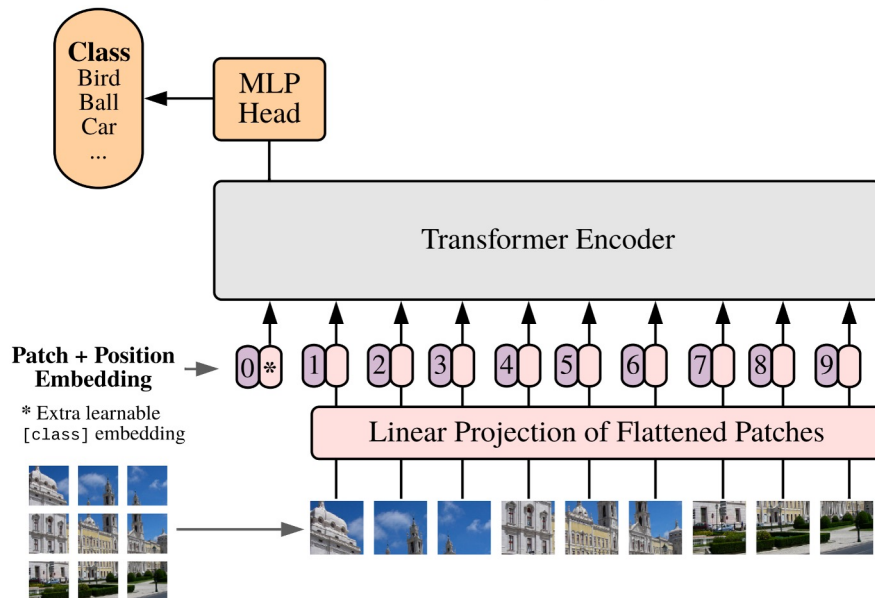 Class
Bird
Ball
Car
...
MLP
Head
Transformer Encoder
Patch + Position
Embedding
0 * 1 2 3 4 5 6 7 8 9
* Extra learnable
[class] embedding
Linear Projection of Flattened Patches